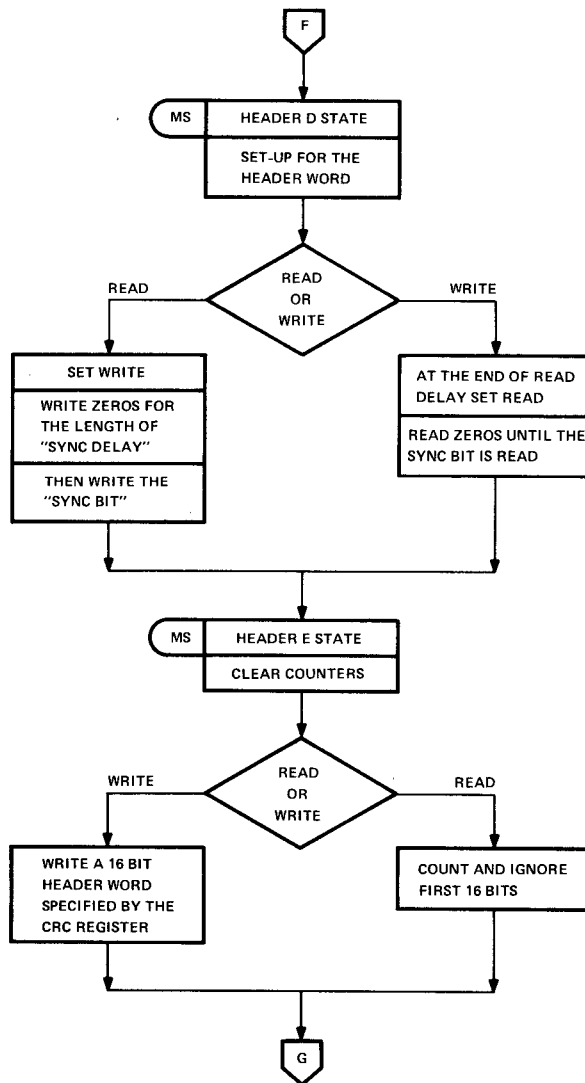 F
MS
HEADER D STATE
SET-UP FOR THE
HEADER WORD
READ
OR
WRITE
READ
WRITE
SET WRITE
WRITE ZEROS FOR
THE LENGTH OF
"SYNC DELAY"
THEN WRITE THE
"SYNC BIT"
AT THE END OF READ
DELAY SET READ
READ ZEROS UNTIL THE
SYNC BIT IS READ
MS
HEADER E STATE
CLEAR COUNTERS
READ
OR
WRITE
WRITE
READ
WRITE A 16 BIT
HEADER WORD
SPECIFIED BY THE
CRC REGISTER
COUNT AND IGNORE
FIRST 16 BITS
G